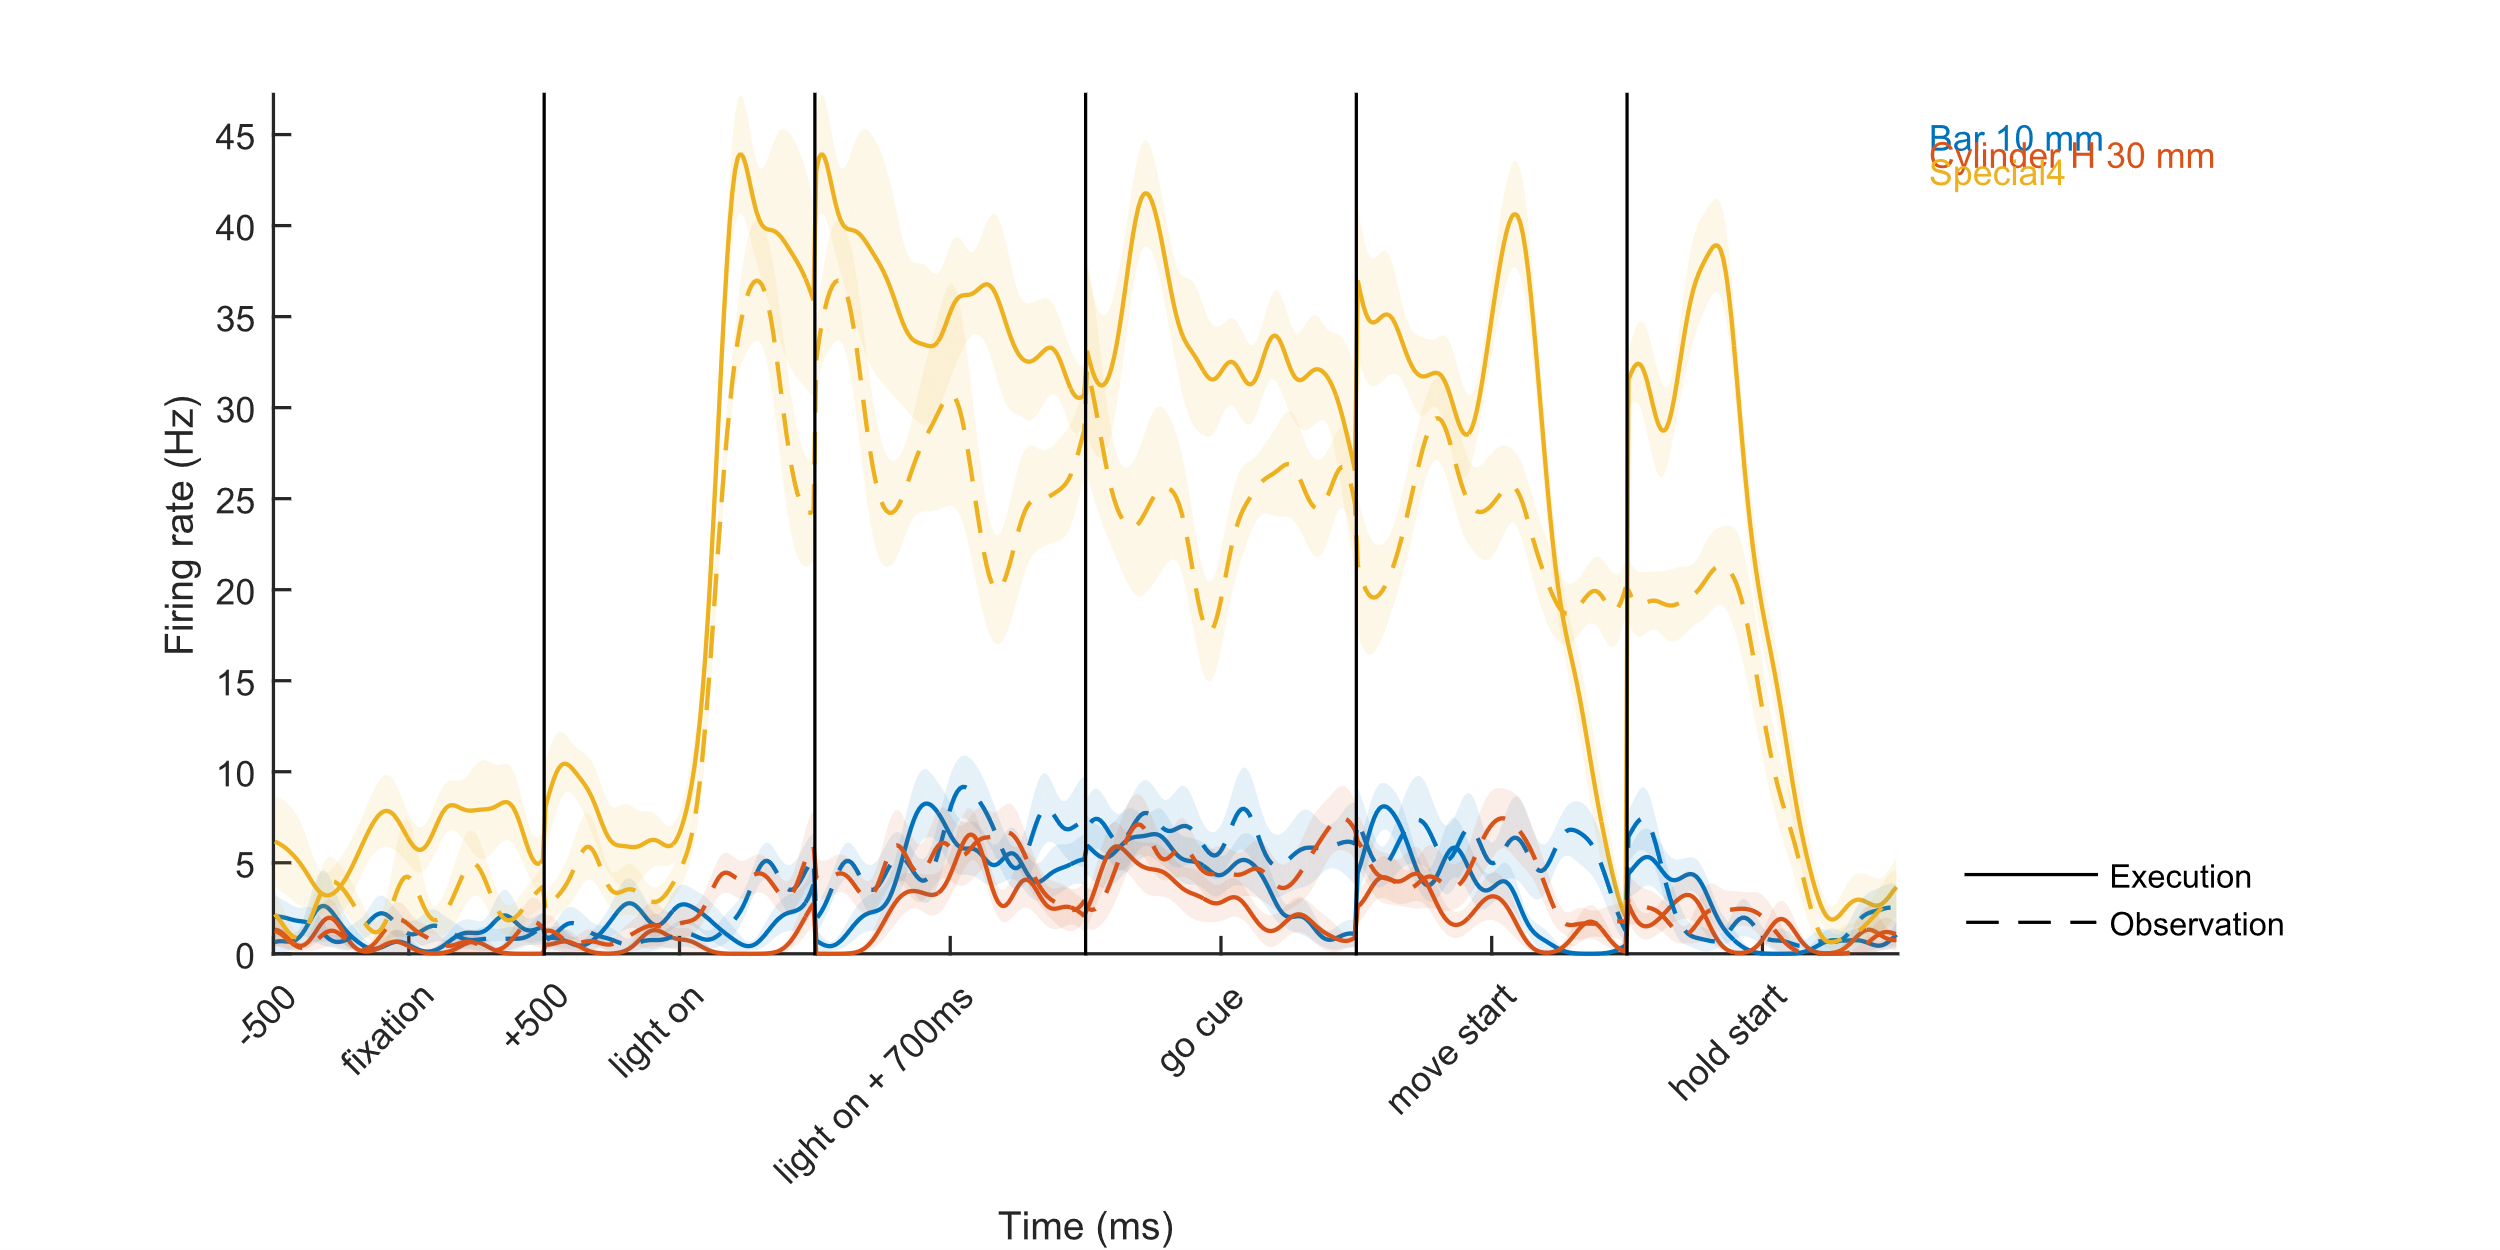 45
40
35
30
25
20
15
10
5
0
Firing rate (Hz)
-500
fixation
+500
light on
light on + 700ms
go cue
move start
hold start
Time (ms)
Bar 10 mm
Cylinder H 30 mm
Special4
Execution
Observation